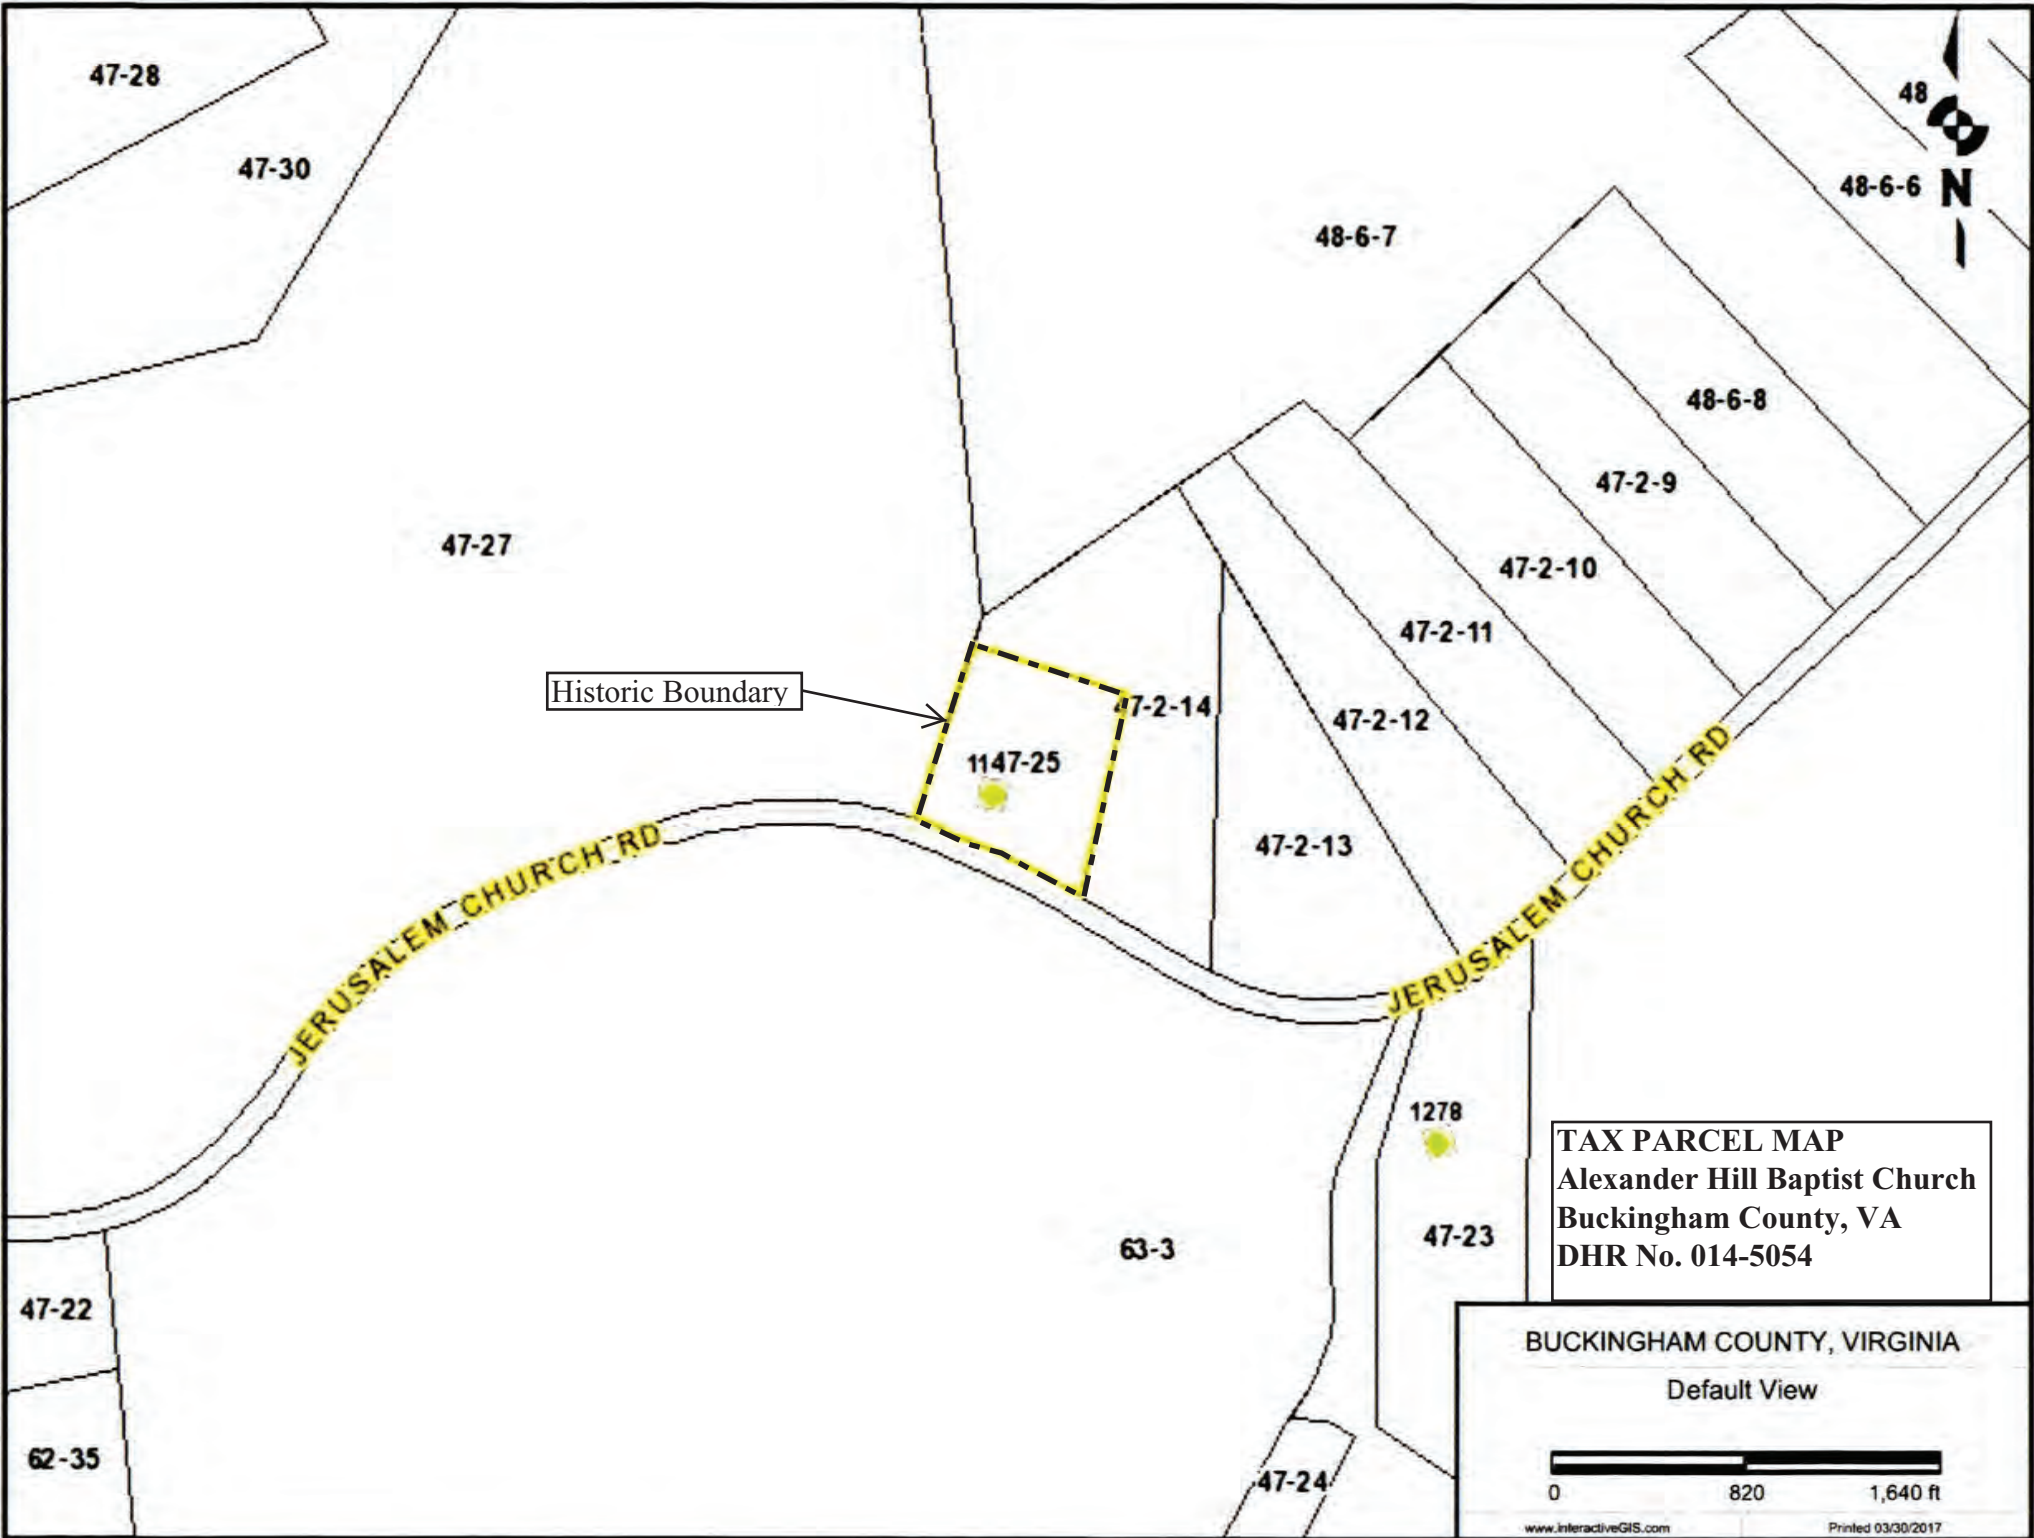 47-28
48
47-30
48-6-6
N
48-6-7
48-6-8
47-2-9
47-27
47-2-10
47-2-11
Historic Boundary
47-2-14
47-2-12
1147-25
JERUSALEM CHURCH RD
JERUSALEM CHURCH RD
47-2-13
1278
TAX PARCEL MAP
Alexander Hill Baptist Church
Buckingham County, VA
DHR No. 014-5054
47-23
63-3
47-22
BUCKINGHAM COUNTY, VIRGINIA
Default View
62-35
47-24
0 820 1,640 ft
www.interactiveGIS.com Printed 03/30/2017